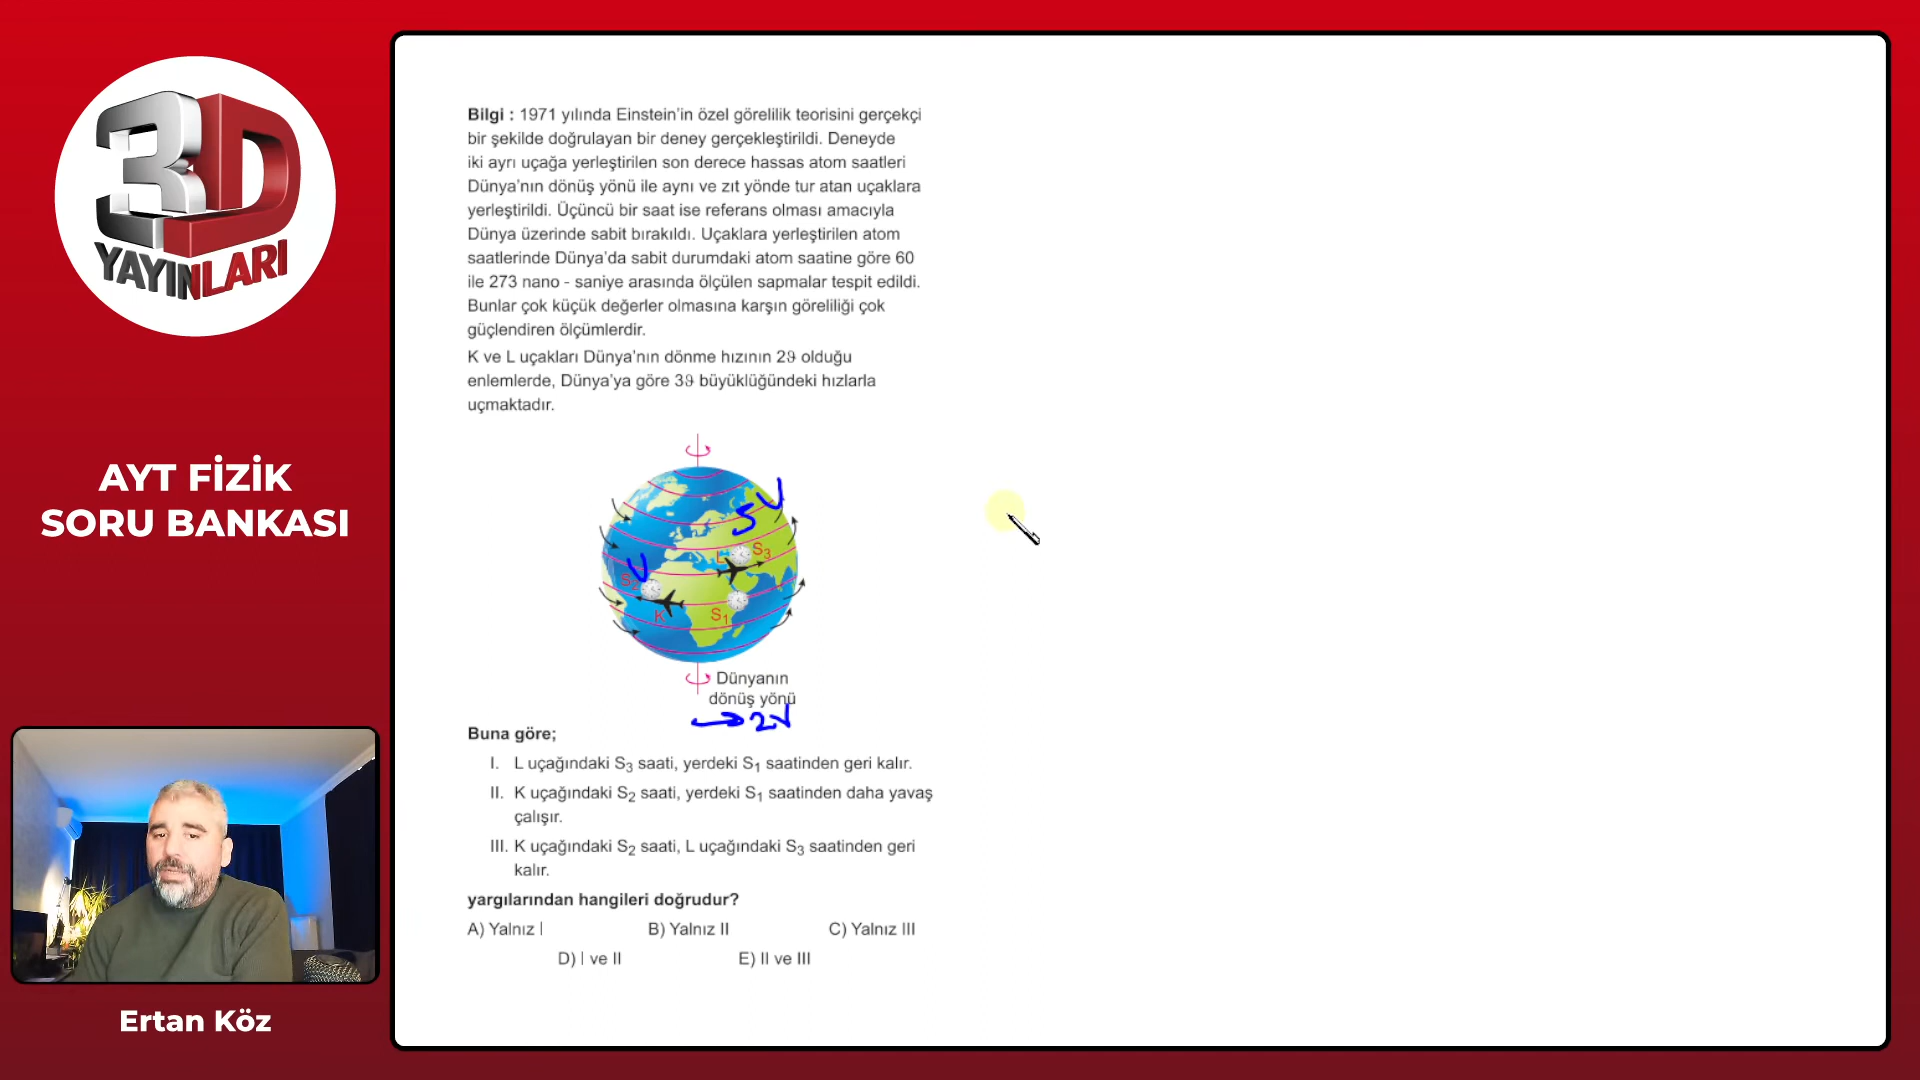 3D
YAYINLARI
AYT FİZİK
SORU BANKASI
Ertan Köz
Bilgi : 1971 yılında Einstein'in özel görelilik teorisini gerçekçi
bir şekilde doğrulayan bir deney gerçekleştirildi. Deneyde
iki ayrı uçağa yerleştirilen son derece hassas atom saatleri
Dünya'nın dönüş yönü ile aynı ve zıt yönde tur atan uçaklara
yerleştirildi. Üçüncü bir saat ise referans olması amacıyla
Dünya üzerinde sabit bırakıldı. Uçaklara yerleştirilen atom
saatlerinde Dünya'da sabit durumdaki atom saatine göre 60
ile 273 nano - saniye arasında ölçülen sapmalar tespit edildi.
Bunlar çok küçük değerler olmasına karşın göreliliği çok
güçlendiren ölçümlerdir.
K ve L uçakları Dünya'nın dönme hızının 2ϑ olduğu
enlemlerde, Dünya'ya göre 3ϑ büyüklüğündeki hızlarla
uçmaktadır.
5V
L S₃
V
S₂
K S₁
Dünyanın
dönüş yönü
→ 2V
Buna göre;
I. L uçağındaki S₃ saati, yerdeki S₁ saatinden geri kalır.
II. K uçağındaki S₂ saati, yerdeki S₁ saatinden daha yavaş
çalışır.
III. K uçağındaki S₂ saati, L uçağındaki S₃ saatinden geri
kalır.
yargılarından hangileri doğrudur?
A) Yalnız I B) Yalnız II C) Yalnız III
D) I ve II E) II ve III